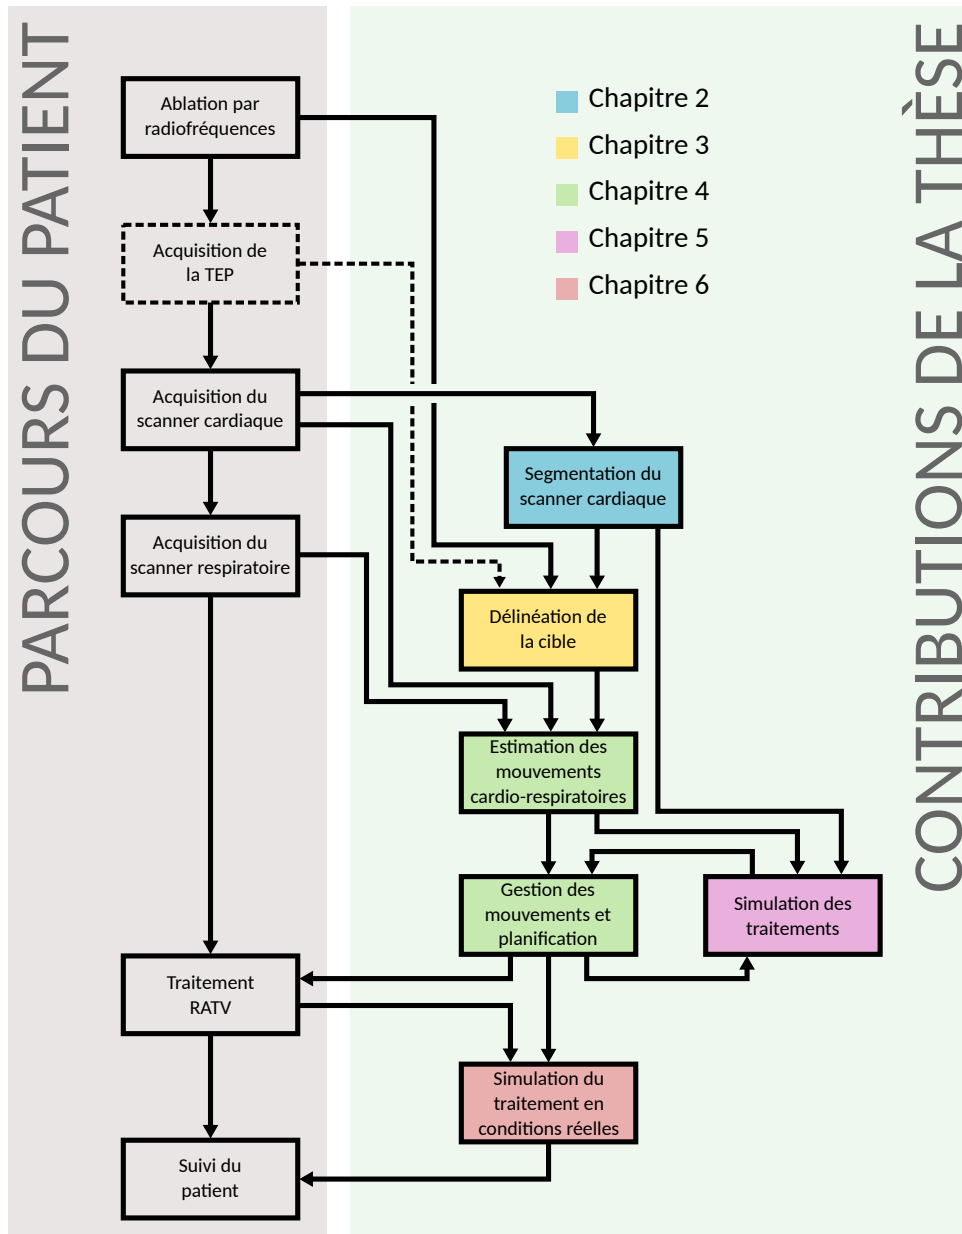 PARCOURS DU PATIENT
Ablation par
radiofréquences
Acquisition de
la TEP
Acquisition du
scanner cardiaque
Acquisition du
scanner respiratoire
Traitement
RATV
Suivi du
patient
Chapitre 2
Chapitre 3
Chapitre 4
Chapitre 5
Chapitre 6
Segmentation du
scanner cardiaque
Délinéation de
la cible
Estimation des
mouvements
cardio-respiratoires
Gestion des
mouvements et
planification
Simulation des
traitements
Simulation du
traitement en
conditions réelles
CONTRIBUTIONS DE LA THÈSE